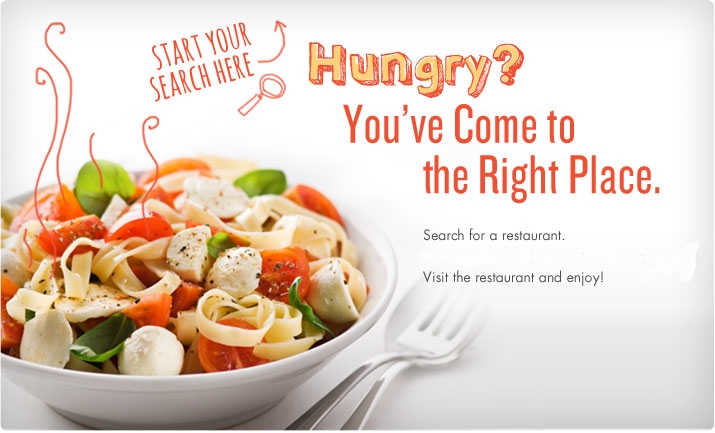 START YOUR
SEARCH HERE
Hungry?
You've Come to
the Right Place.
Search for a restaurant.
Visit the restaurant and enjoy!